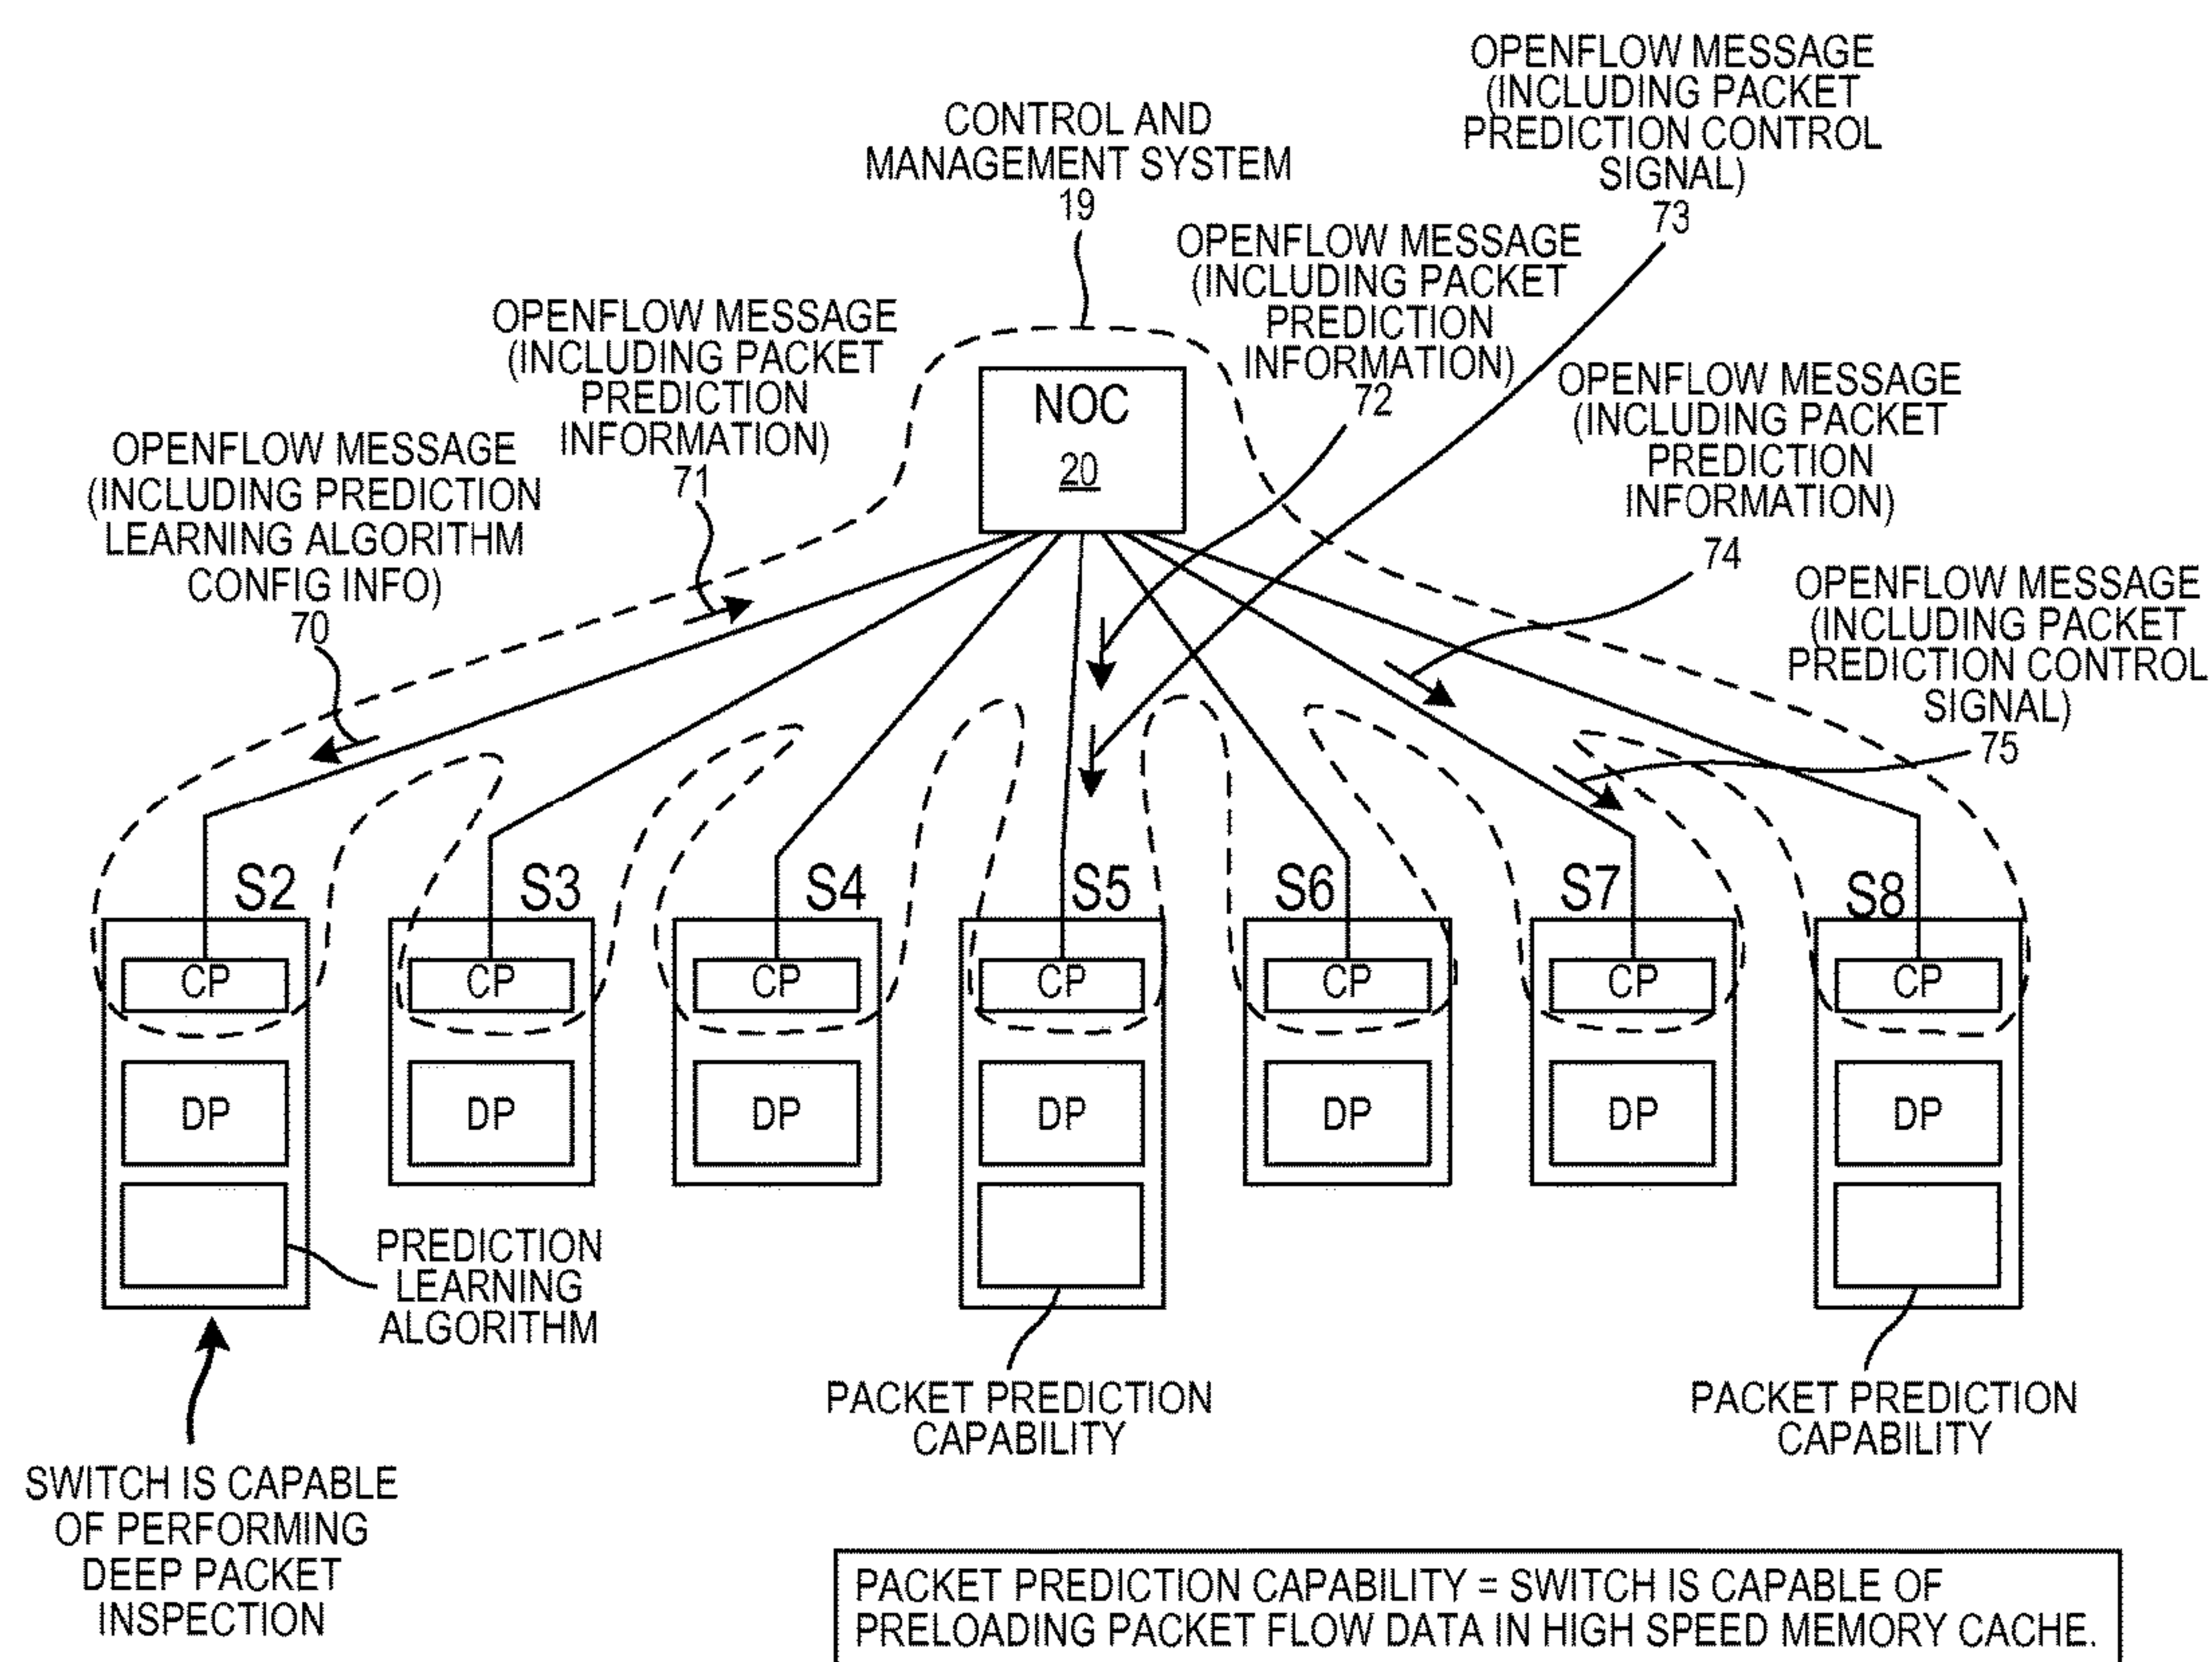 OPENFLOW MESSAGE
(INCLUDING PACKET
PREDICTION CONTROL
SIGNAL)
73
CONTROL AND
MANAGEMENT SYSTEM
19
OPENFLOW MESSAGE
(INCLUDING PACKET
PREDICTION
INFORMATION)
72
OPENFLOW MESSAGE
(INCLUDING PACKET
PREDICTION
INFORMATION)
71
OPENFLOW MESSAGE
(INCLUDING PACKET
PREDICTION
INFORMATION)
74
NOC
20
OPENFLOW MESSAGE
(INCLUDING PREDICTION
LEARNING ALGORITHM
CONFIG INFO)
70
OPENFLOW MESSAGE
(INCLUDING PACKET
PREDICTION CONTROL
SIGNAL)
75
S2
S3
S4
S5
S6
S7
S8
CP
CP
CP
CP
CP
CP
CP
DP
DP
DP
DP
DP
DP
DP
PREDICTION
LEARNING
ALGORITHM
PACKET PREDICTION
CAPABILITY
PACKET PREDICTION
CAPABILITY
SWITCH IS CAPABLE
OF PERFORMING
DEEP PACKET
INSPECTION
PACKET PREDICTION CAPABILITY = SWITCH IS CAPABLE OF
PRELOADING PACKET FLOW DATA IN HIGH SPEED MEMORY CACHE.